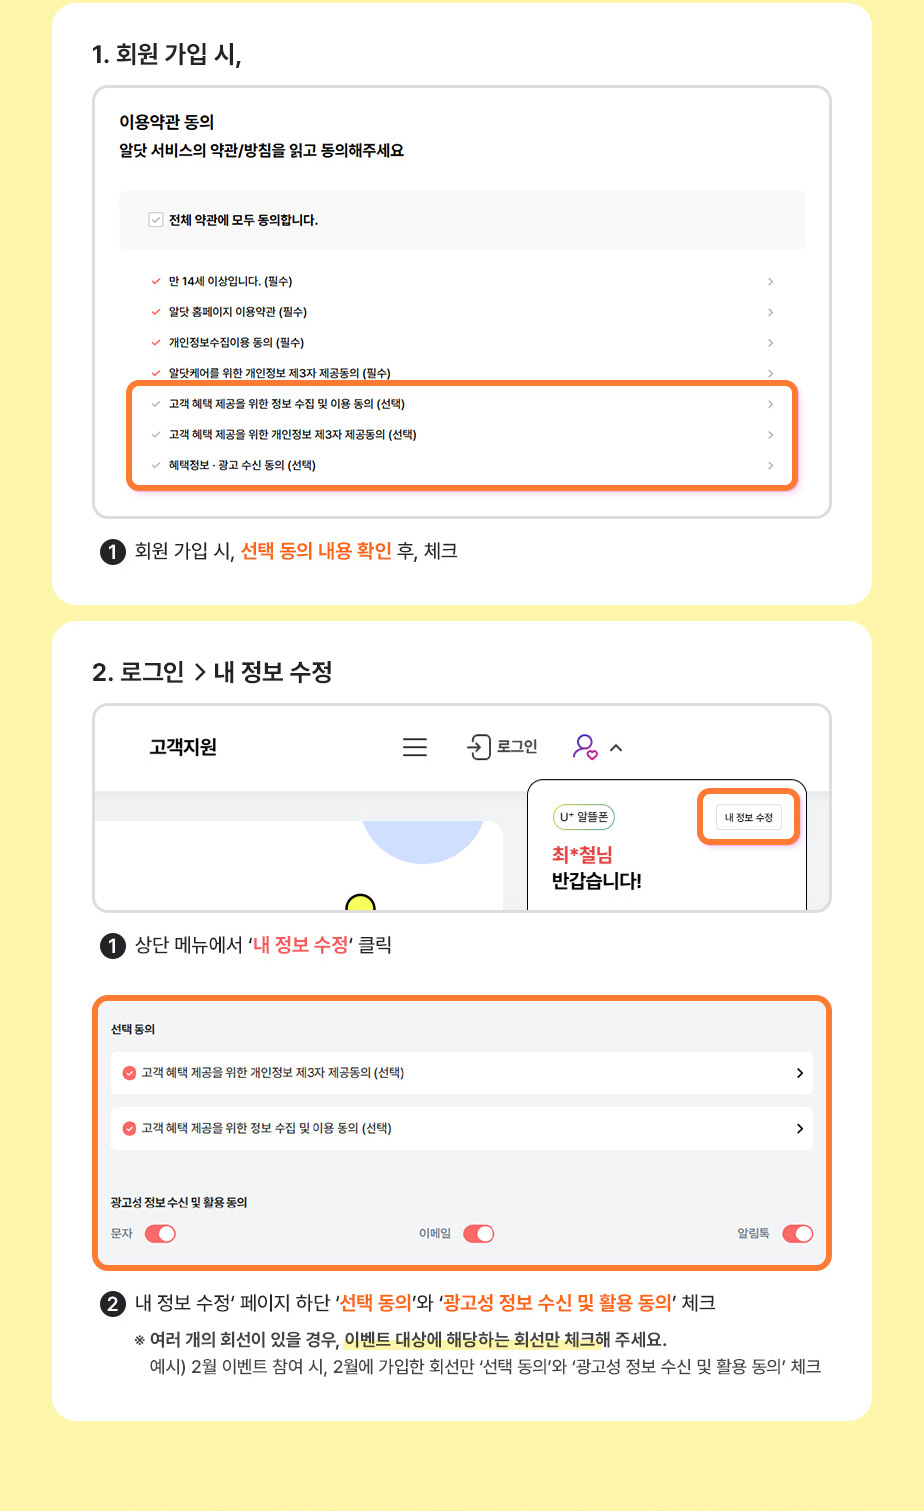 1. 회원 가입 시,
이용약관 동의
알닷 서비스의 약관/방침을 읽고 동의해주세요
전체 약관에 모두 동의합니다.
만 14세 이상입니다. (필수)
알닷 홈페이지 이용약관 (필수)
개인정보수집이용 동의 (필수)
알닷케어를 위한 개인정보 제3자 제공동의 (필수)
고객 혜택 제공을 위한 정보 수집 및 이용 동의 (선택)
고객 혜택 제공을 위한 개인정보 제3자 제공동의 (선택)
혜택정보 · 광고 수신 동의 (선택)
1 회원 가입 시, 선택 동의 내용 확인 후, 체크
2. 로그인 > 내 정보 수정
고객지원 로그인
U⁺ 알뜰폰 내 정보 수정
최*철님
반갑습니다!
1 상단 메뉴에서 ‘내 정보 수정‘ 클릭
선택 동의
고객 혜택 제공을 위한 개인정보 제3자 제공동의 (선택)
고객 혜택 제공을 위한 정보 수집 및 이용 동의 (선택)
광고성 정보 수신 및 활용 동의
문자 이메일 알림톡
2 내 정보 수정‘ 페이지 하단 ‘선택 동의’와 ‘광고성 정보 수신 및 활용 동의’ 체크
※ 여러 개의 회선이 있을 경우, 이벤트 대상에 해당하는 회선만 체크해 주세요.
예시) 2월 이벤트 참여 시, 2월에 가입한 회선만 ‘선택 동의’와 ‘광고성 정보 수신 및 활용 동의’ 체크